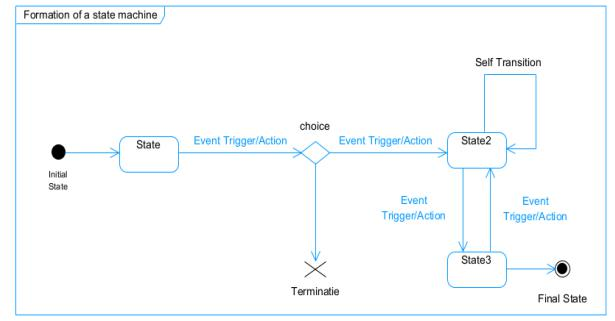 Formation of a state machine
Self Transition
choice
State
Event Trigger/Action
Event Trigger/Action
State2
Initial
State
Event
Trigger/Action
Event
Trigger/Action
State3
Terminatie
Final State